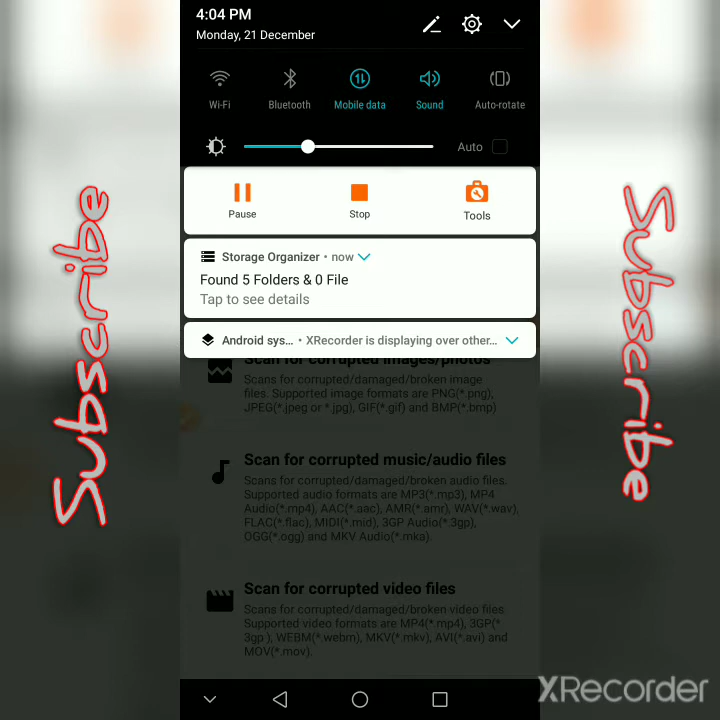 4:04 PM
Monday, 21 December
Wi-Fi
Bluetooth
Mobile data
Sound
Auto-rotate
Auto
Pause
Stop
Tools
Storage Organizer • now
Found 5 Folders & 0 File
Tap to see details
Android sys... • XRecorder is displaying over other...
Scan for corrupted images/photos
Scans for corrupted/damaged/broken image
files. Supported image formats are PNG(*.png),
JPEG(*.jpeg or *.jpg), GIF(*.gif) and BMP(*.bmp)
Scan for corrupted music/audio files
Scans for corrupted/damaged/broken audio files.
Supported audio formats are MP3(*.mp3), MP4
Audio(*.mp4), AAC(*.aac), AMR(*.amr), WAV(*.wav),
FLAC(*.flac), MIDI(*.mid), 3GP Audio(*.3gp),
OGG(*.ogg) and MKV Audio(*.mka).
Scan for corrupted video files
Scans for corrupted/damaged/broken video files.
Supported video formats are MP4(*.mp4), 3GP(*
*3gp ), WEBM(*.webm), MKV(*.mkv), AVI(*.avi) and
MOV(*.mov).
Subscribe
Subscribe
XRecorder